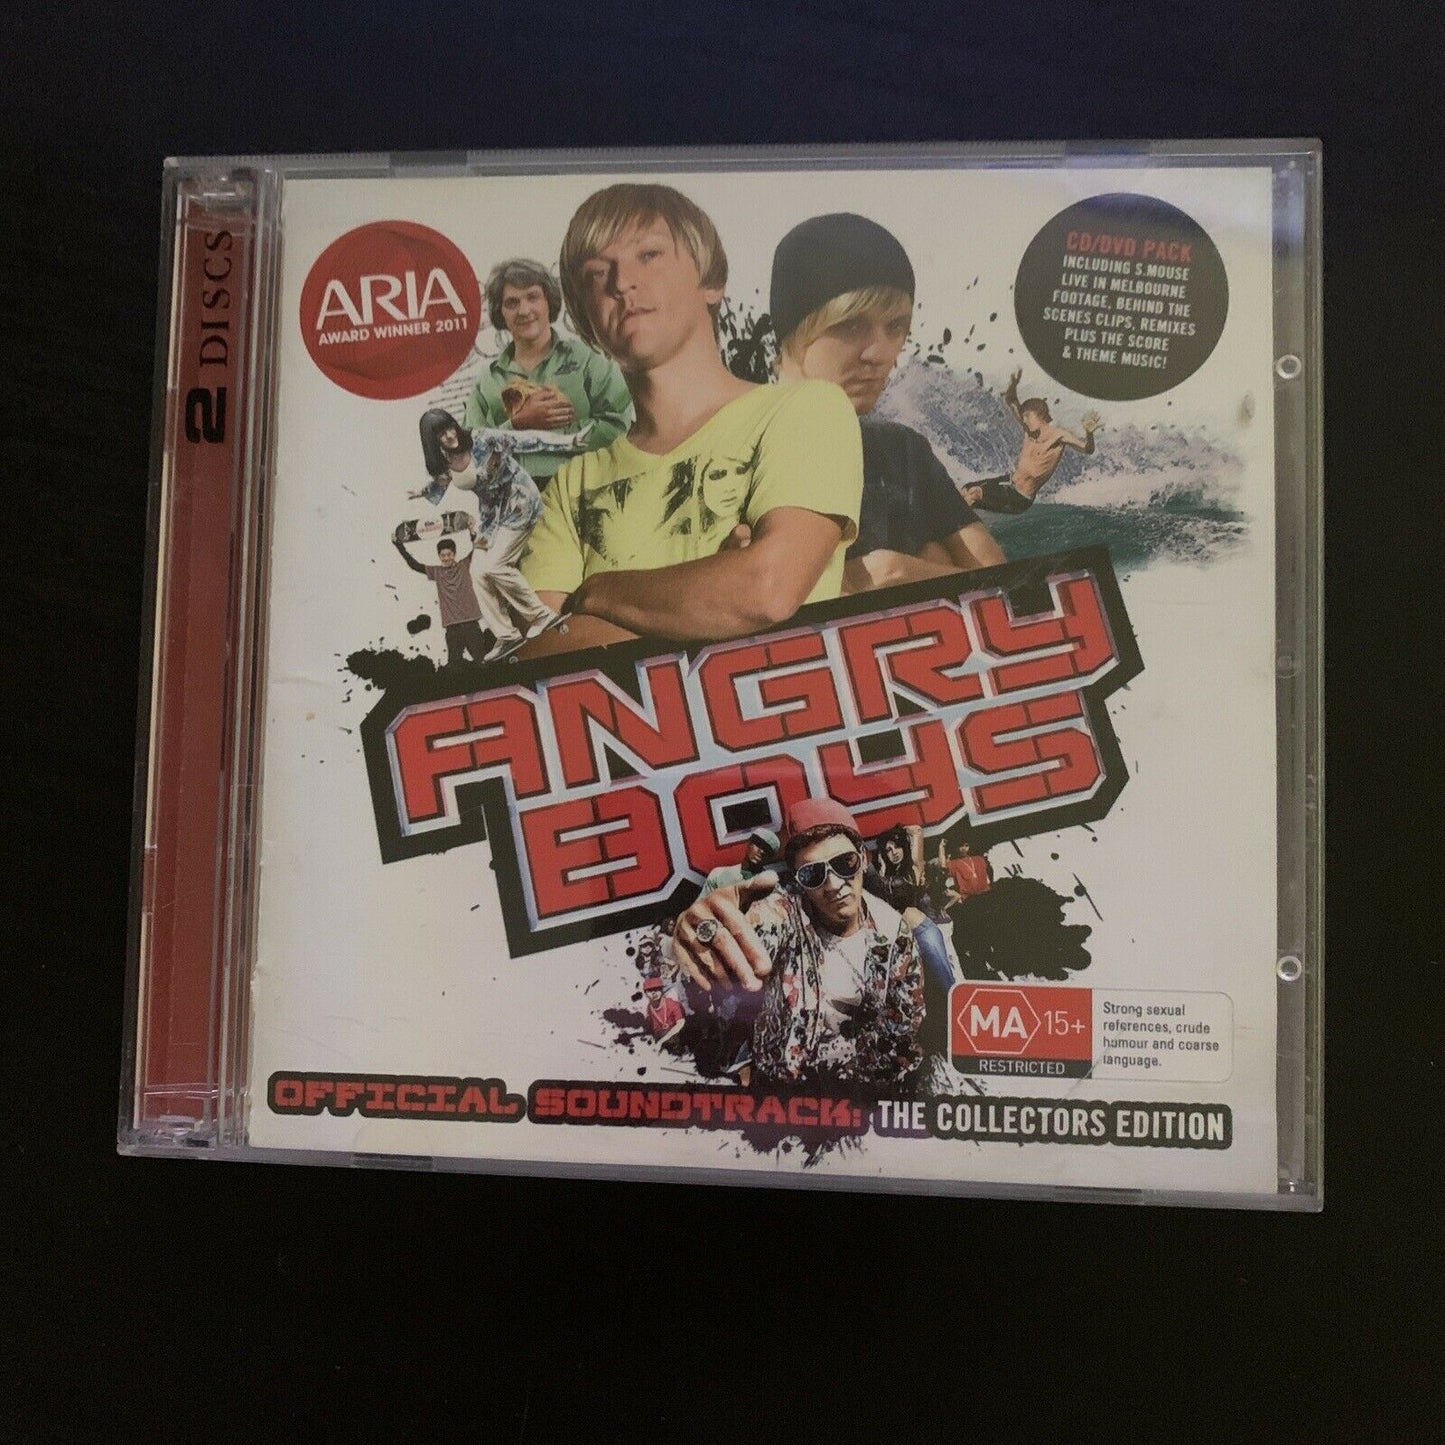 2 DISCS
ARIA
AWARD WINNER 2011
CD/DVD PACK
INCLUDING S.MOUSE
LIVE IN MELBOURNE
FOOTAGE, BEHIND THE
SCENES CLIPS, REMIXES
PLUS THE SCORE
& THEME MUSIC!
ANGRY
BOYS
MA 15+
RESTRICTED
Strong sexual
references, crude
humour and coarse
language.
OFFICIAL SOUNDTRACK: THE COLLECTORS EDITION